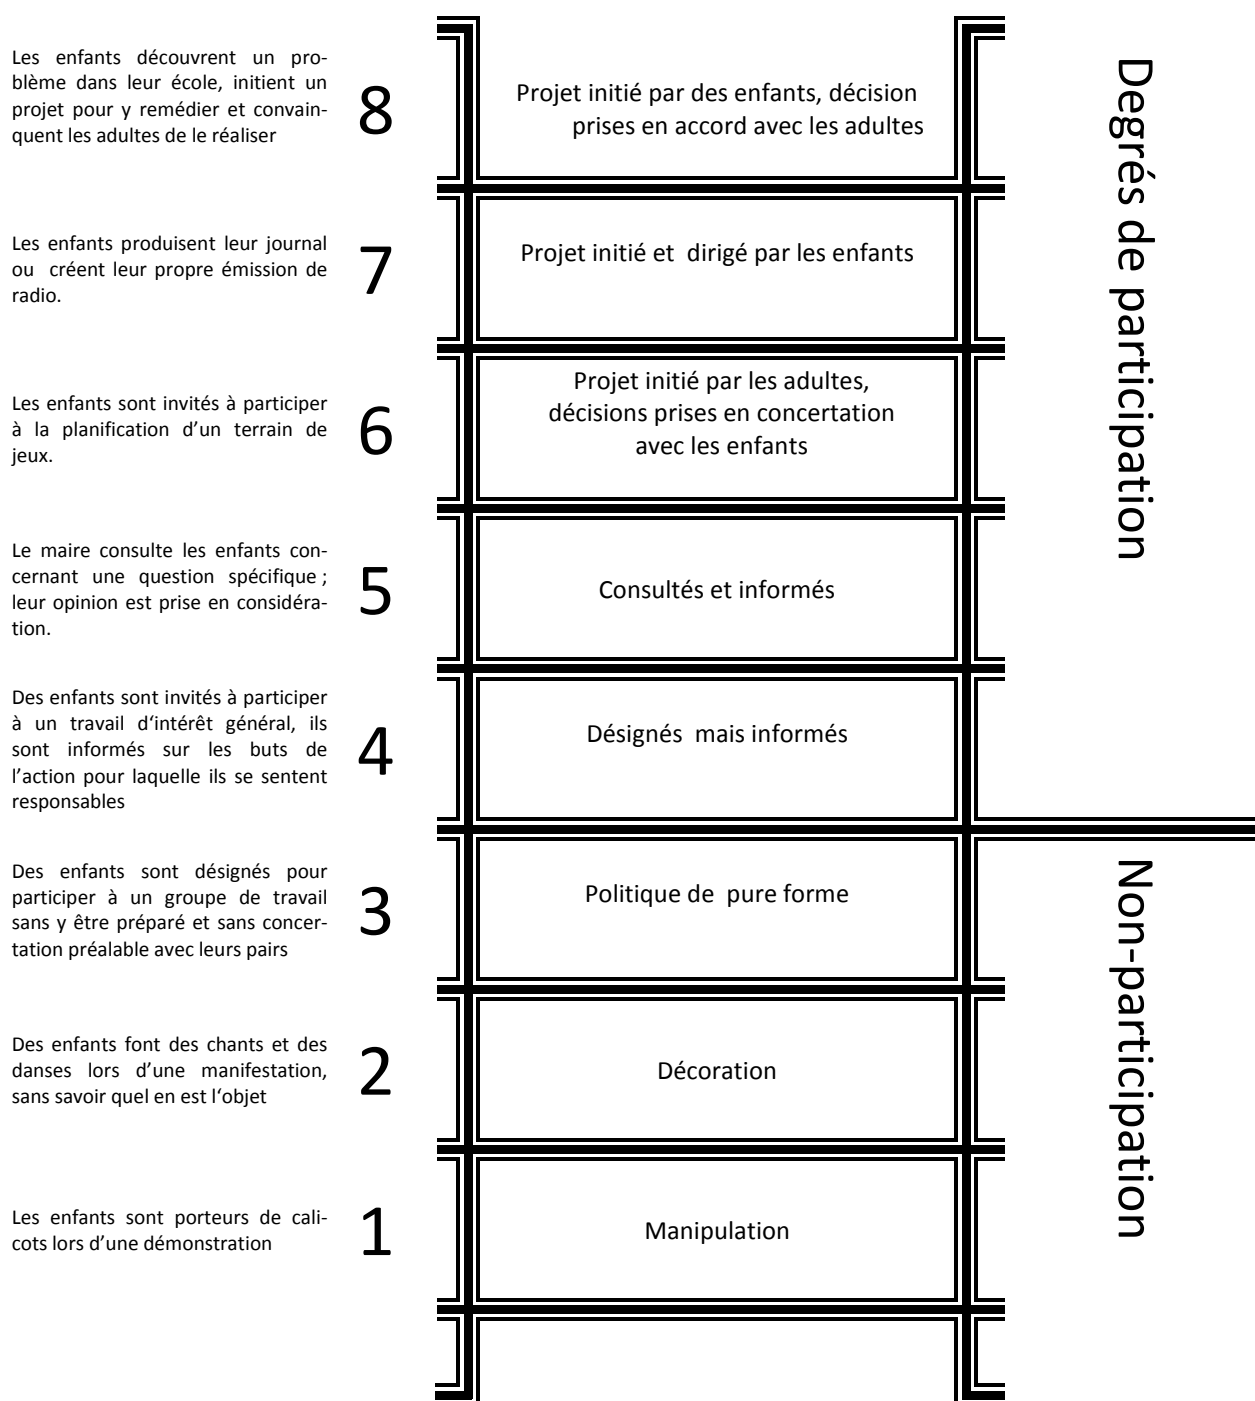 Les enfants découvrent un pro-
blème dans leur école, initient un
projet pour y remédier et convain-
quent les adultes de le réaliser
8
Projet initié par des enfants, décision
prises en accord avec les adultes
Degrés de participation
Les enfants produisent leur journal
ou créent leur propre émission de
radio.
7
Projet initié et dirigé par les enfants
Les enfants sont invités à participer
à la planification d’un terrain de
jeux.
6
Projet initié par les adultes,
décisions prises en concertation
avec les enfants
Le maire consulte les enfants con-
cernant une question spécifique ;
leur opinion est prise en considéra-
tion.
5
Consultés et informés
Des enfants sont invités à participer
à un travail d‘intérêt général, ils
sont informés sur les buts de
l’action pour laquelle ils se sentent
responsables
4
Désignés mais informés
Des enfants sont désignés pour
participer à un groupe de travail
sans y être préparé et sans concer-
tation préalable avec leurs pairs
3
Politique de pure forme
Non-participation
Des enfants font des chants et des
danses lors d’une manifestation,
sans savoir quel en est l‘objet
2
Décoration
Les enfants sont porteurs de cali-
cots lors d’une démonstration
1
Manipulation